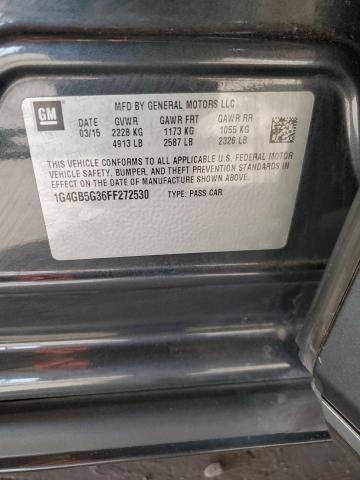 GM
MFD BY GENERAL MOTORS LLC
DATE GVWR GAWR FRT GAWR RR
03/15 2228 KG 1173 KG 1055 KG
4913 LB 2587 LB 2326 LB
THIS VEHICLE CONFORMS TO ALL APPLICABLE U.S. FEDERAL MOTOR
VEHICLE SAFETY, BUMPER, AND THEFT PREVENTION STANDARDS IN
EFFECT ON THE DATE OF MANUFACTURE SHOWN ABOVE.
1G4GB5G36FF272530 TYPE: PASS CAR